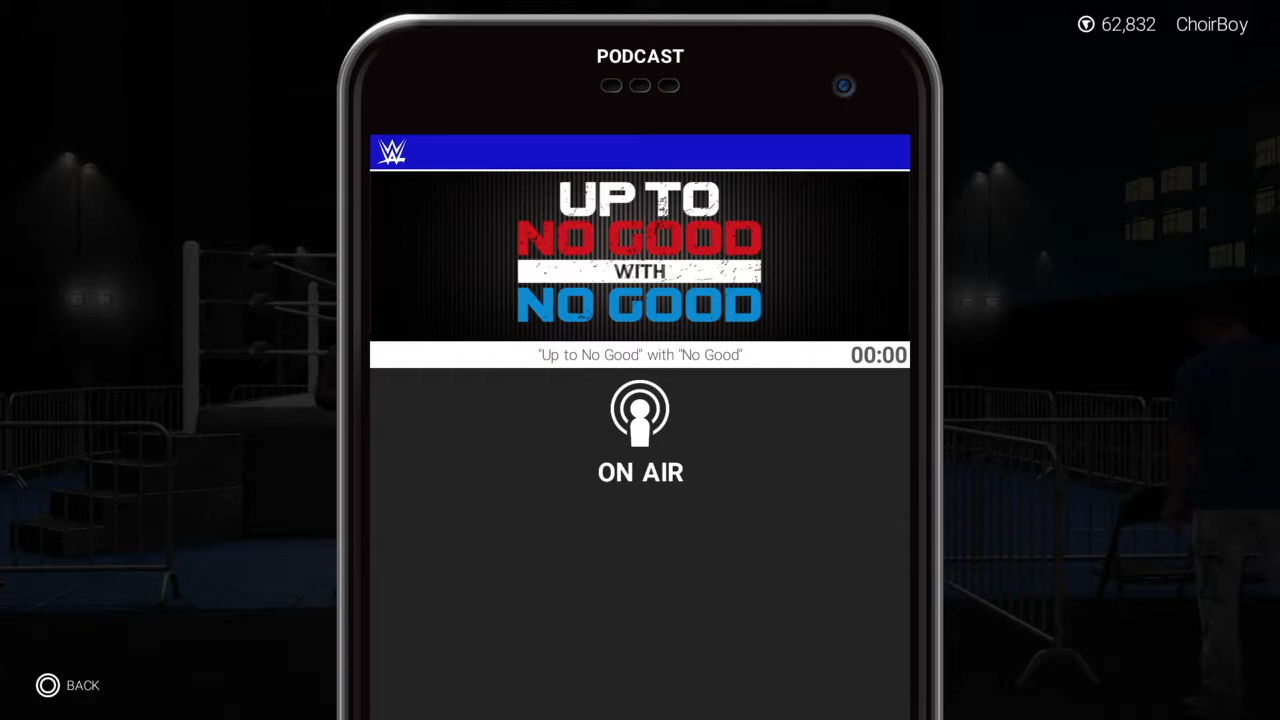 62,832 ChoirBoy
PODCAST
W
UP TO
NO GOOD
WITH
NO GOOD
"Up to No Good" with "No Good" 00:00
ON AIR
BACK